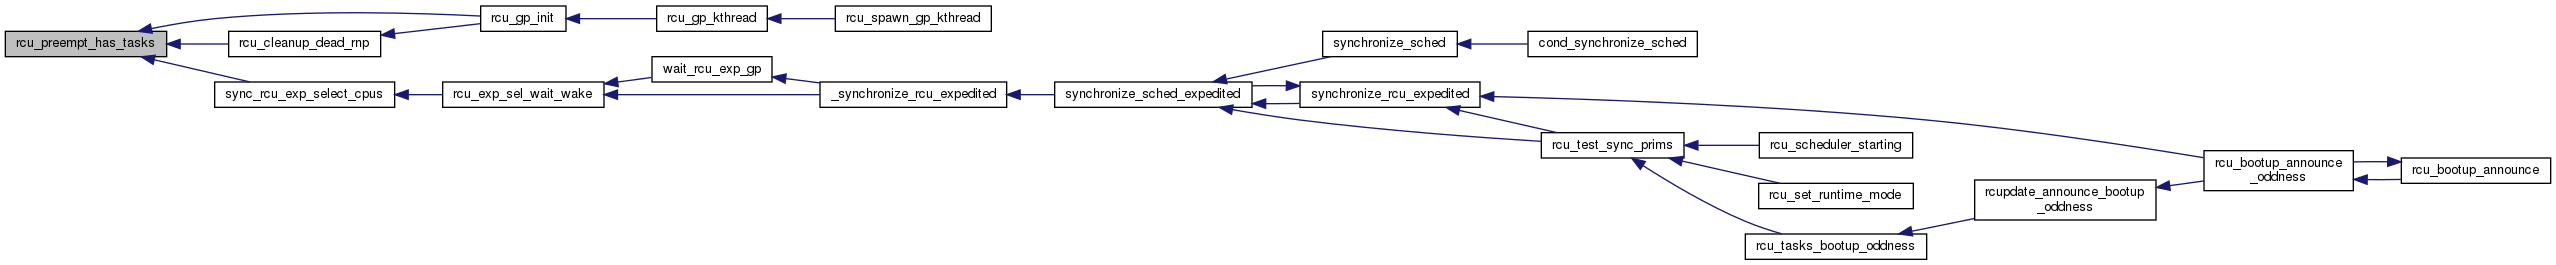 rcu_preempt_has_tasks
rcu_gp_init
rcu_gp_kthread
rcu_spawn_gp_kthread
rcu_cleanup_dead_rnp
sync_rcu_exp_select_cpus
rcu_exp_sel_wait_wake
wait_rcu_exp_gp
_synchronize_rcu_expedited
synchronize_sched_expedited
synchronize_sched
cond_synchronize_sched
synchronize_rcu_expedited
rcu_test_sync_prims
rcu_scheduler_starting
rcu_set_runtime_mode
rcu_tasks_bootup_oddness
rcupdate_announce_bootup
_oddness
rcu_bootup_announce
_oddness
rcu_bootup_announce